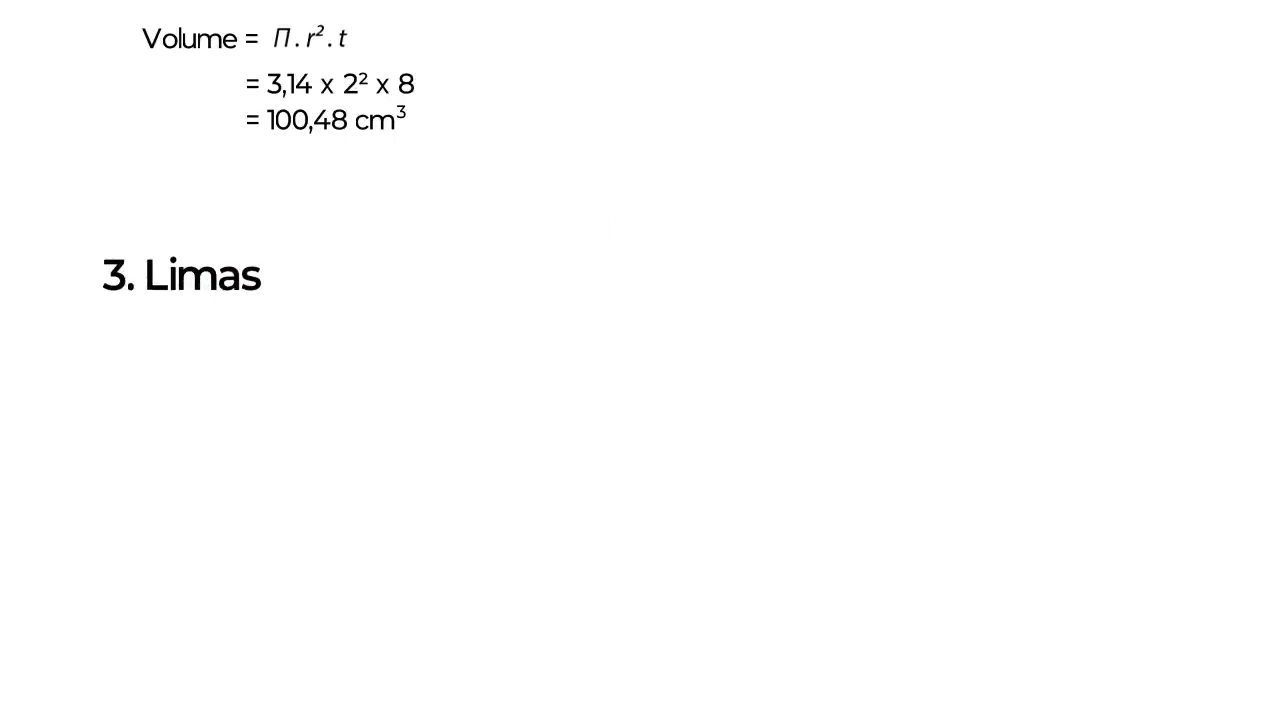 Volume = Π . r² . t
= 3,14 x 2² x 8
= 100,48 cm³
3. Limas